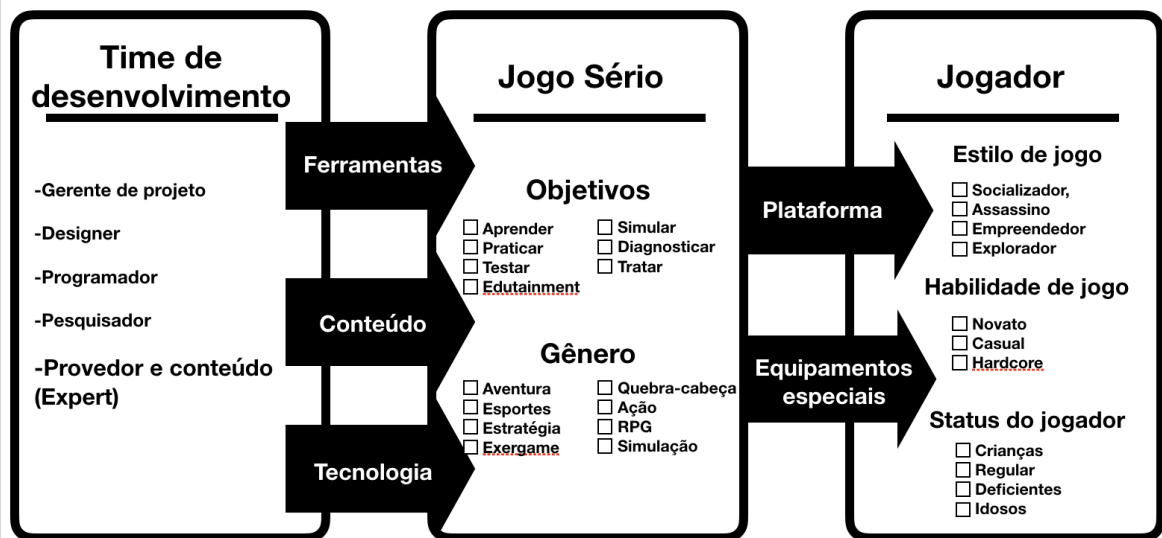 Time de
desenvolvimento
-Gerente de projeto
-Designer
-Programador
-Pesquisador
-Provedor e conteúdo
(Expert)
Ferramentas
Conteúdo
Tecnologia
Jogo Sério
Objetivos
Aprender
Praticar
Testar
Edutainment
Simular
Diagnosticar
Tratar
Gênero
Aventura
Esportes
Estratégia
Exergame
Quebra-cabeça
Ação
RPG
Simulação
Plataforma
Equipamentos
especiais
Jogador
Estilo de jogo
Socializador,
Assassino
Empreendedor
Explorador
Habilidade de jogo
Novato
Casual
Hardcore
Status do jogador
Crianças
Regular
Deficientes
Idosos